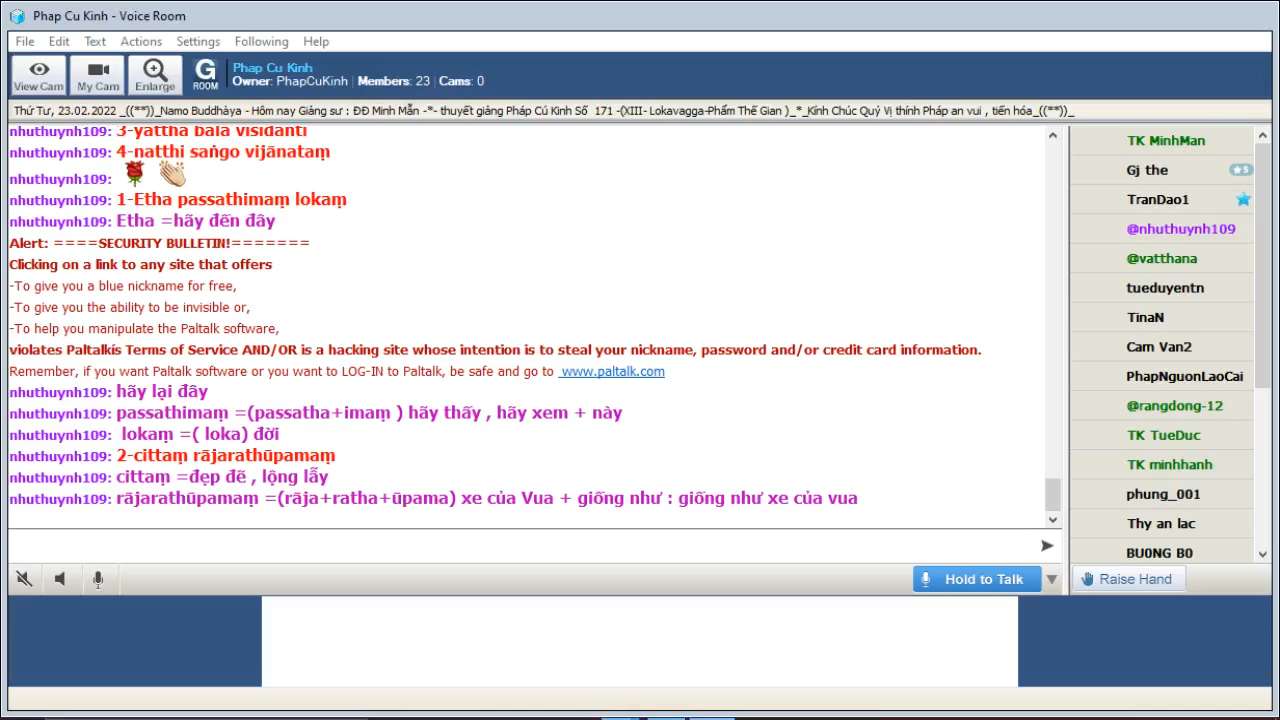 Phap Cu Kinh - Voice Room
File Edit Text Actions Settings Following Help
View Cam My Cam Enlarge G ROOM
Phap Cu Kinh
Owner: PhapCuKinh Members: 23 Cams: 0
Thứ Tư, 23.02.2022 _((**))_Namo Buddhàya - Hôm nay Giảng sư : ĐĐ Minh Mẫn -*- thuyết giảng Pháp Cú Kinh Số 171 -(XIII- Lokavagga-Phẩm Thế Gian )_*_Kính Chúc Quý Vị thính Pháp an vui , tiến hóa_((**))_
nhuthuynh109: 3-yattha bālā visīdanti
nhuthuynh109: 4-natthi saṅgo vijānataṃ
nhuthuynh109:
nhuthuynh109: 1-Etha passathimaṃ lokaṃ
nhuthuynh109: Etha =hãy đến đây
Alert: ====SECURITY BULLETIN!=======
Clicking on a link to any site that offers
-To give you a blue nickname for free,
-To give you the ability to be invisible or,
-To help you manipulate the Paltalk software,
violates Paltalkís Terms of Service AND/OR is a hacking site whose intention is to steal your nickname, password and/or credit card information.
Remember, if you want Paltalk software or you want to LOG-IN to Paltalk, be safe and go to www.paltalk.com
nhuthuynh109: hãy lại đây
nhuthuynh109: passathimaṃ =(passatha+imaṃ ) hãy thấy , hãy xem + này
nhuthuynh109: lokaṃ =( loka) đời
nhuthuynh109: 2-cittaṃ rājarathūpamaṃ
nhuthuynh109: cittaṃ =đẹp đẽ , lộng lẫy
nhuthuynh109: rājarathūpamaṃ =(rāja+ratha+ūpama) xe của Vua + giống như : giống như xe của vua
TK MinhMan
Gj the
TranDao1
@nhuthuynh109
@vatthana
tueduyentn
TinaN
Cam Van2
PhapNguonLaoCai
@rangdong-12
TK TueDuc
TK minhhanh
phung_001
Thy an lac
BU0NG B0
Hold to Talk
Raise Hand